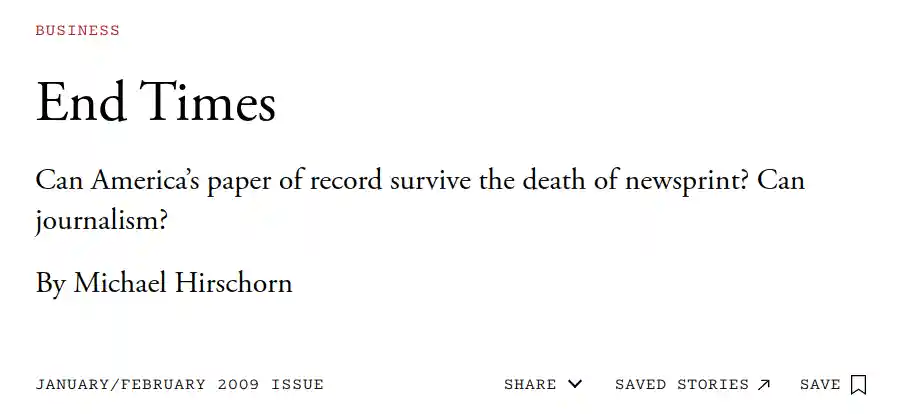 BUSINESS
End Times
Can America’s paper of record survive the death of newsprint? Can
journalism?
By Michael Hirschorn
JANUARY/FEBRUARY 2009 ISSUE SHARE SAVED STORIES SAVE